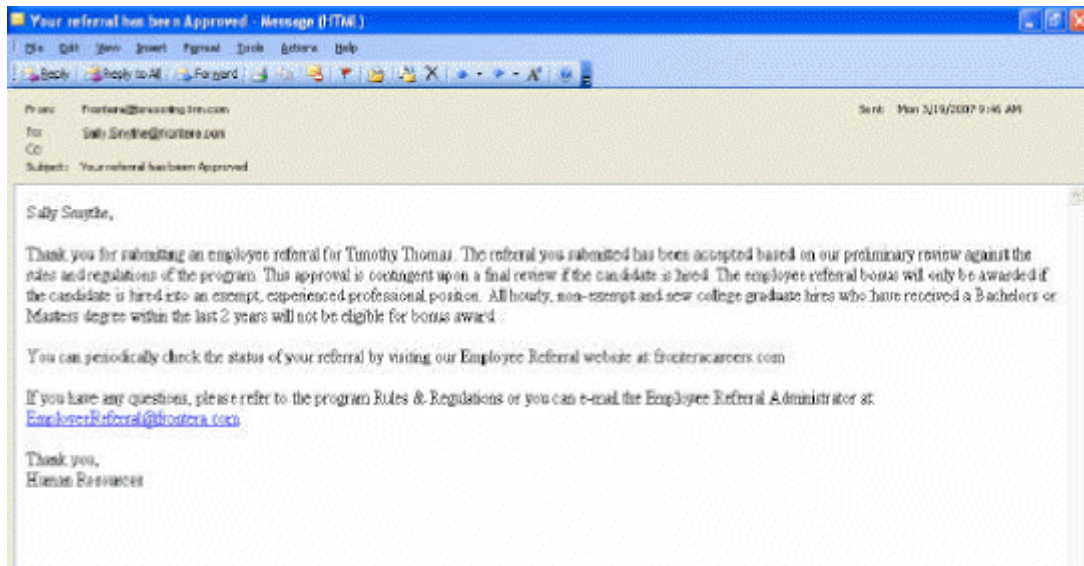 Your referral has been Approved - Message (HTML)
File Edit View Insert Format Tools Actions Help
Reply Reply to All Forward
From: Sent: Mon 3/19/2007 9:46 AM
To: Sally.Smythe@frontera.com
Cc:
Subject: Your referral has been Approved
Sally Smythe,
Thank you for submitting an employee referral for Timothy Thomas. The referral you submitted has been accepted based on our preliminary review against the
rules and regulations of the program. This approval is contingent upon a final review if the candidate is hired. The employee referral bonus will only be awarded if
the candidate is hired into an exempt, experienced professional position. All hourly, non-exempt and new college graduate hires who have received a Bachelors or
Masters degree within the last 2 years will not be eligible for bonus award.
You can periodically check the status of your referral by visiting our Employee Referral website at fronteracareers.com
If you have any questions, please refer to the program Rules & Regulations or you can e-mail the Employee Referral Administrator at:
EmployeeReferral@frontera.com
Thank you,
Human Resources